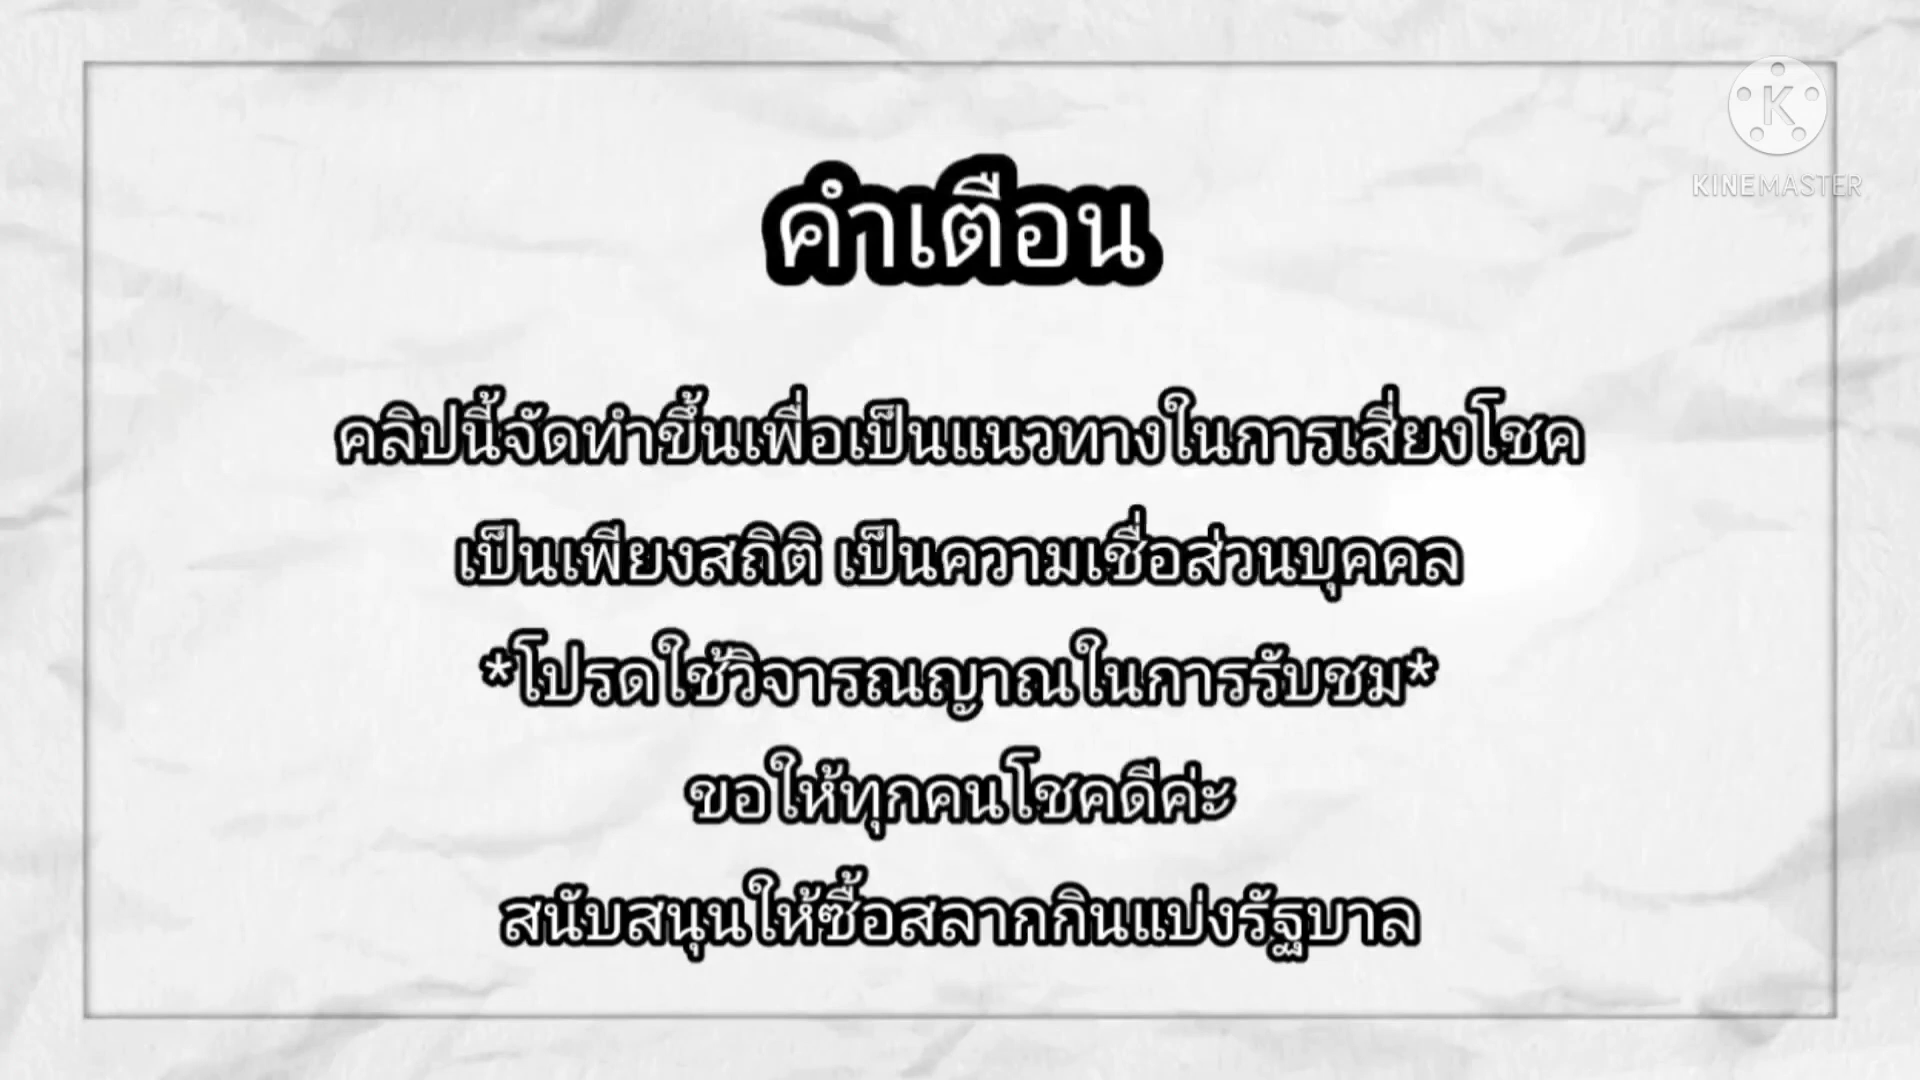 KINEMASTER
คำเตือน
คลิปนี้จัดทำขึ้นเพื่อเป็นแนวทางในการเสี่ยงโชค
เป็นเพียงสถิติ เป็นความเชื่อส่วนบุคคล
*โปรดใช้วิจารณญาณในการรับชม*
ขอให้ทุกคนโชคดีค่ะ
สนับสนุนให้ซื้อสลากกินแบ่งรัฐบาล